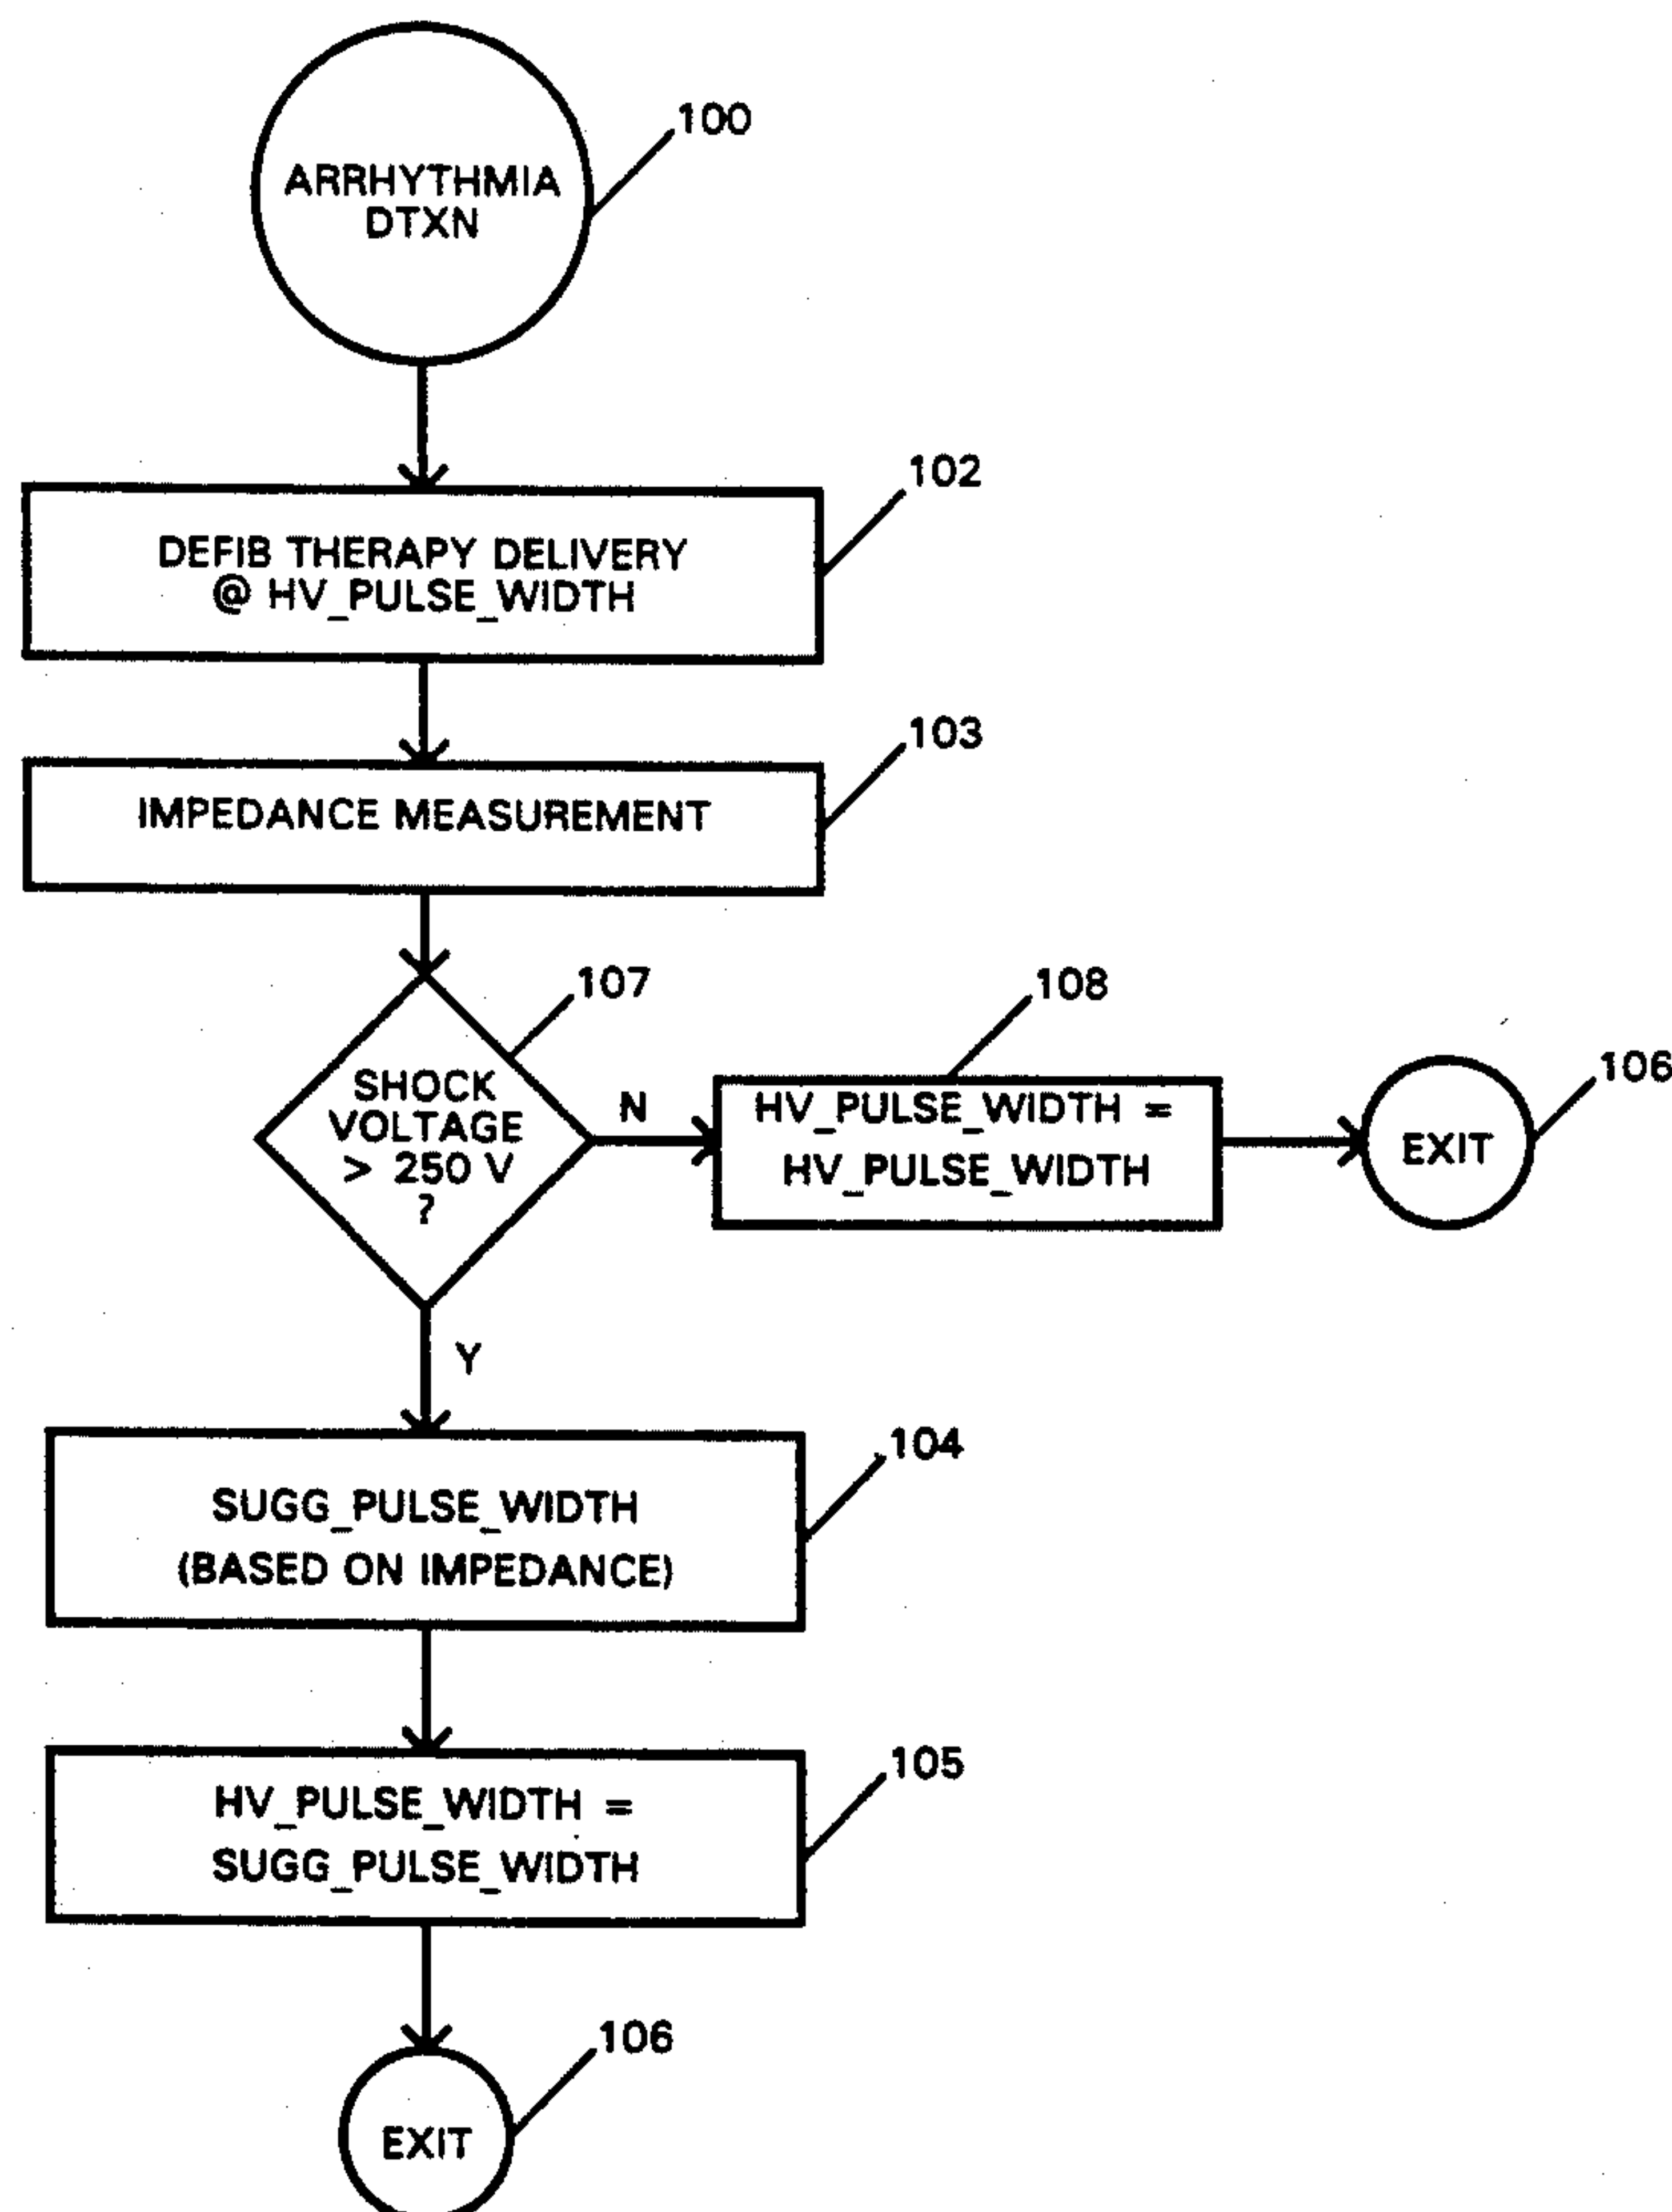 100
ARRHYTHMIA
DTXN
102
DEFIB THERAPY DELIVERY
@ HV_PULSE_WIDTH
103
IMPEDANCE MEASUREMENT
107
SHOCK
VOLTAGE
> 250 V
?
N
108
HV_PULSE_WIDTH =
HV_PULSE_WIDTH
106
EXIT
Y
104
SUGG_PULSE_WIDTH
(BASED ON IMPEDANCE)
105
HV_PULSE_WIDTH =
SUGG_PULSE_WIDTH
106
EXIT